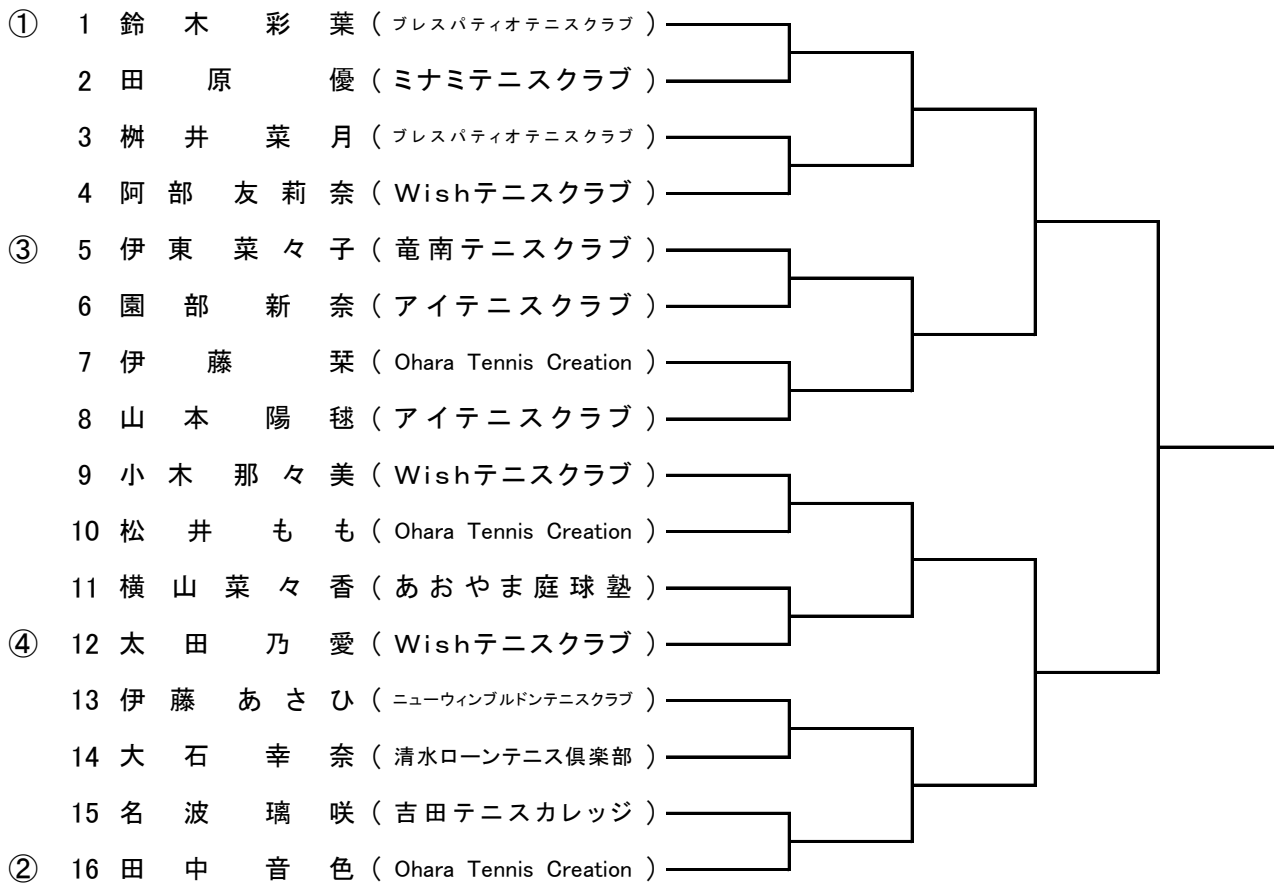 ① 1 鈴木 彩葉 ( ブレスパティオテニスクラブ )
2 田原 優 ( ミナミテニスクラブ )
3 桝井 菜月 ( ブレスパティオテニスクラブ )
4 阿部 友莉奈 ( Wishテニスクラブ )
③ 5 伊東 菜々子 ( 竜南テニスクラブ )
6 園部 新奈 ( アイテニスクラブ )
7 伊藤 栞 ( Ohara Tennis Creation )
8 山本 陽毬 ( アイテニスクラブ )
9 小木 那々美 ( Wishテニスクラブ )
10 松井 もも ( Ohara Tennis Creation )
11 横山 菜々香 ( あおやま庭球塾 )
④ 12 太田 乃愛 ( Wishテニスクラブ )
13 伊藤 あさひ ( ニューウィンブルドンテニスクラブ )
14 大石 幸奈 ( 清水ローンテニス倶楽部 )
15 名波 璃咲 ( 吉田テニスカレッジ )
② 16 田中 音色 ( Ohara Tennis Creation )